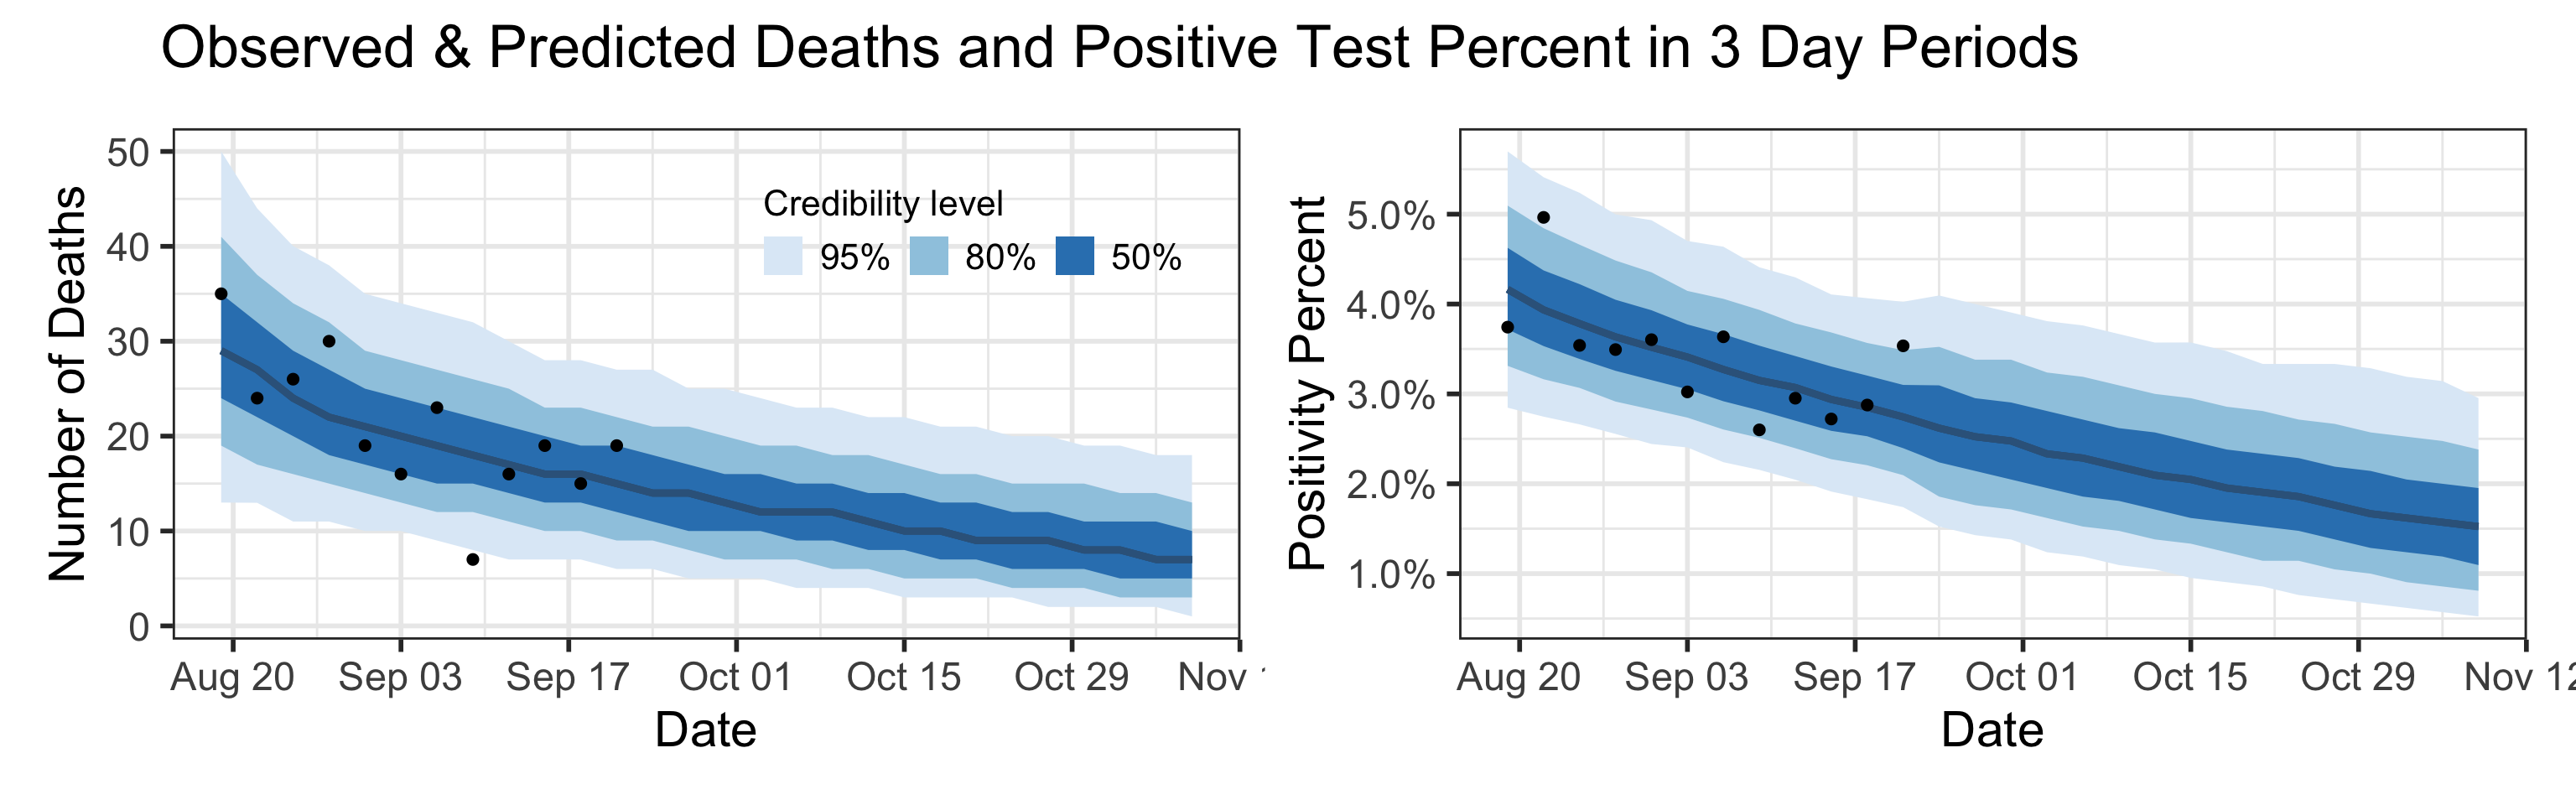 Observed & Predicted Deaths and Positive Test Percent in 3 Day Periods
Number of Deaths
50
40
30
20
10
0
Credibility level
95% 80% 50%
Aug 20 Sep 03 Sep 17 Oct 01 Oct 15 Oct 29 Nov
Date
Positivity Percent
5.0%
4.0%
3.0%
2.0%
1.0%
Aug 20 Sep 03 Sep 17 Oct 01 Oct 15 Oct 29 Nov 12
Date